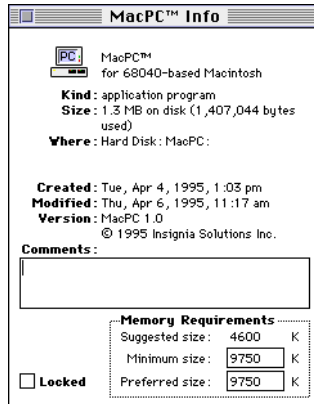 MacPC™ Info
PC
MacPC™
for 68040-based Macintosh
Kind: application program
Size: 1.3 MB on disk (1,407,044 bytes
used)
Where: Hard Disk: MacPC:
Created: Tue, Apr 4, 1995, 1:03 pm
Modified: Thu, Apr 6, 1995, 11:17 am
Version: MacPC 1.0
© 1995 Insignia Solutions Inc.
Comments:
Memory Requirements
Suggested size: 4600 K
Minimum size: 9750 K
Locked
Preferred size: 9750 K